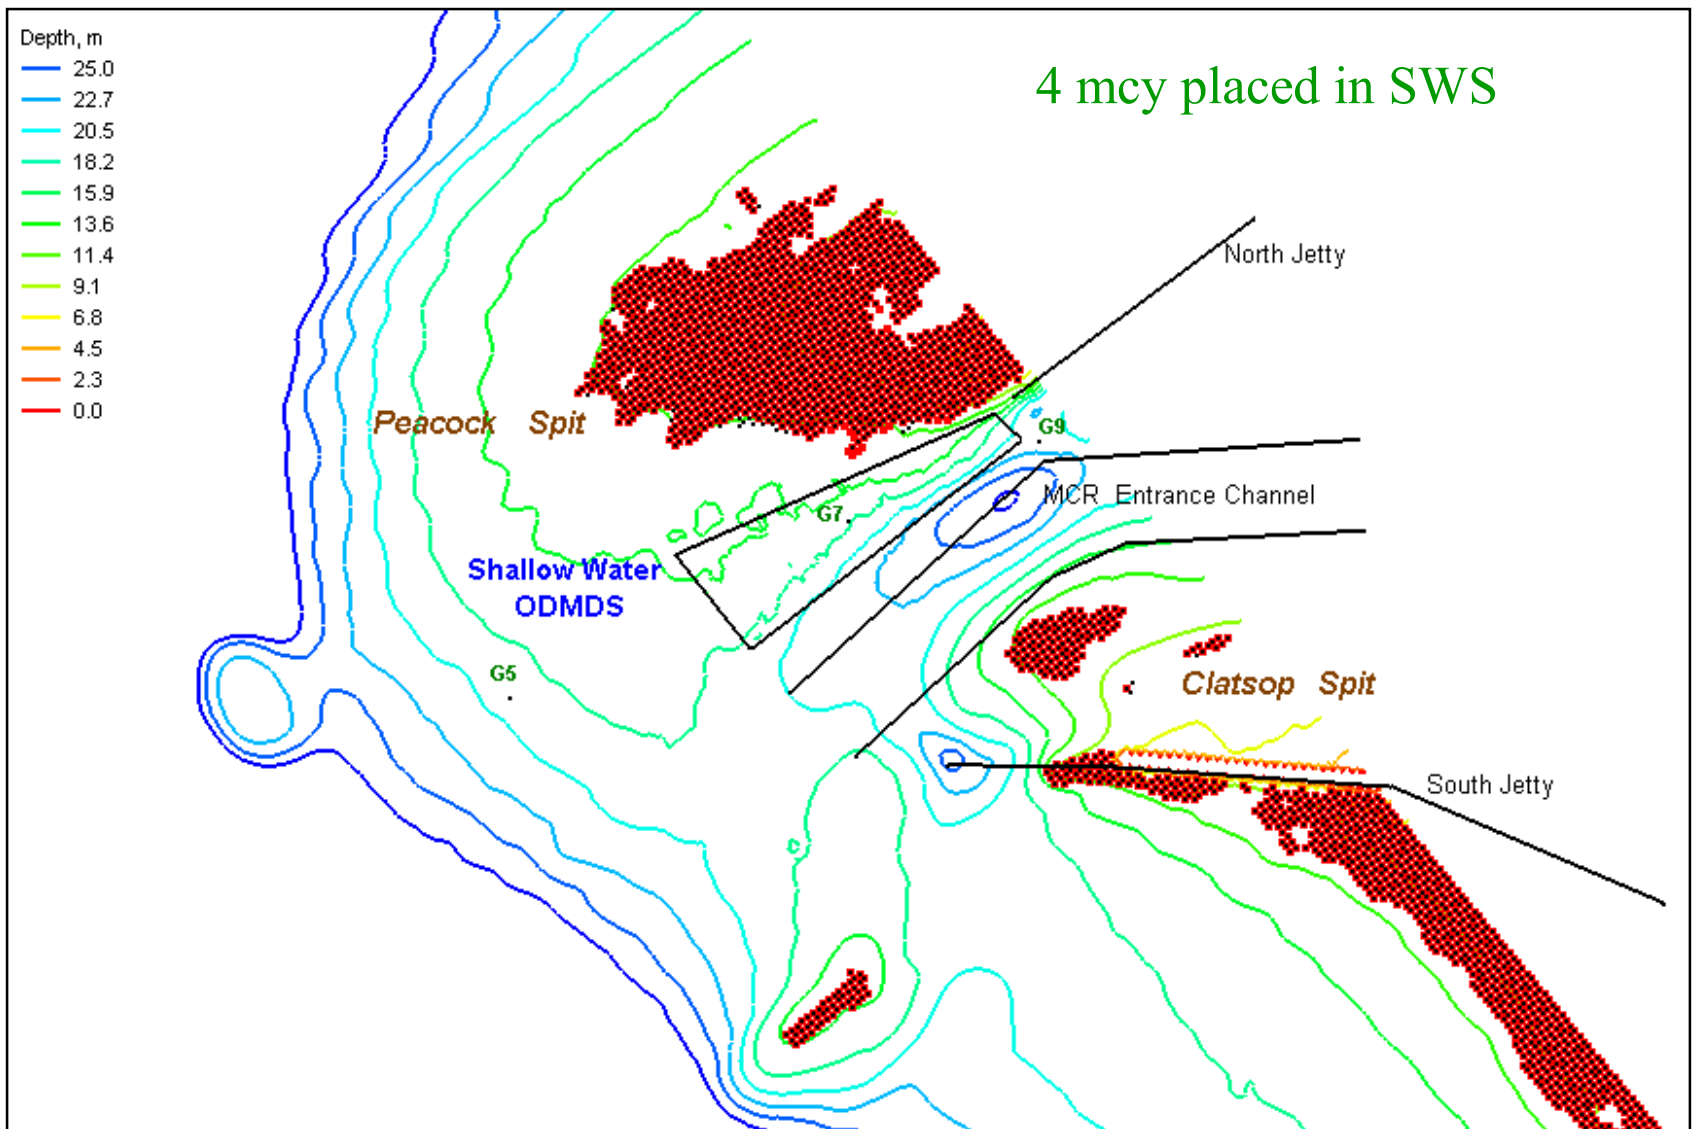 Depth, m
25.0
22.7
20.5
18.2
15.9
13.6
11.4
9.1
6.8
4.5
2.3
0.0
4 mcy placed in SWS
North Jetty
Peacock Spit
G9
MCR Entrance Channel
G7
Shallow Water
ODMDS
G5
Clatsop Spit
South Jetty